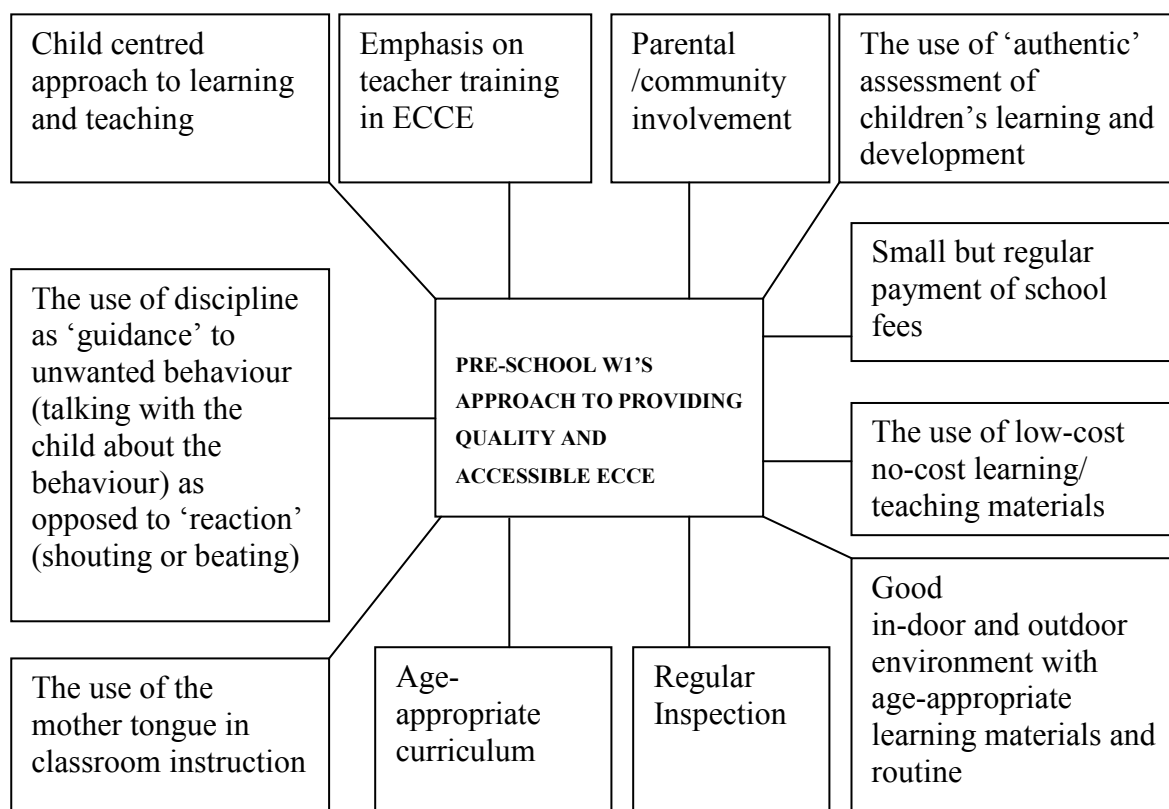 Child centred
approach to learning
and teaching
Emphasis on
teacher training
in ECCE
Parental
/community
involvement
The use of ‘authentic’
assessment of
children’s learning and
development
Small but regular
payment of school
fees
The use of discipline
as ‘guidance’ to
unwanted behaviour
(talking with the
child about the
behaviour) as
opposed to ‘reaction’
(shouting or beating)
PRE-SCHOOL W1’S
APPROACH TO PROVIDING
QUALITY AND
ACCESSIBLE ECCE
The use of low-cost
no-cost learning/
teaching materials
Good
in-door and outdoor
environment with
age-appropriate
learning materials and
routine
The use of the
mother tongue in
classroom instruction
Age-
appropriate
curriculum
Regular
Inspection